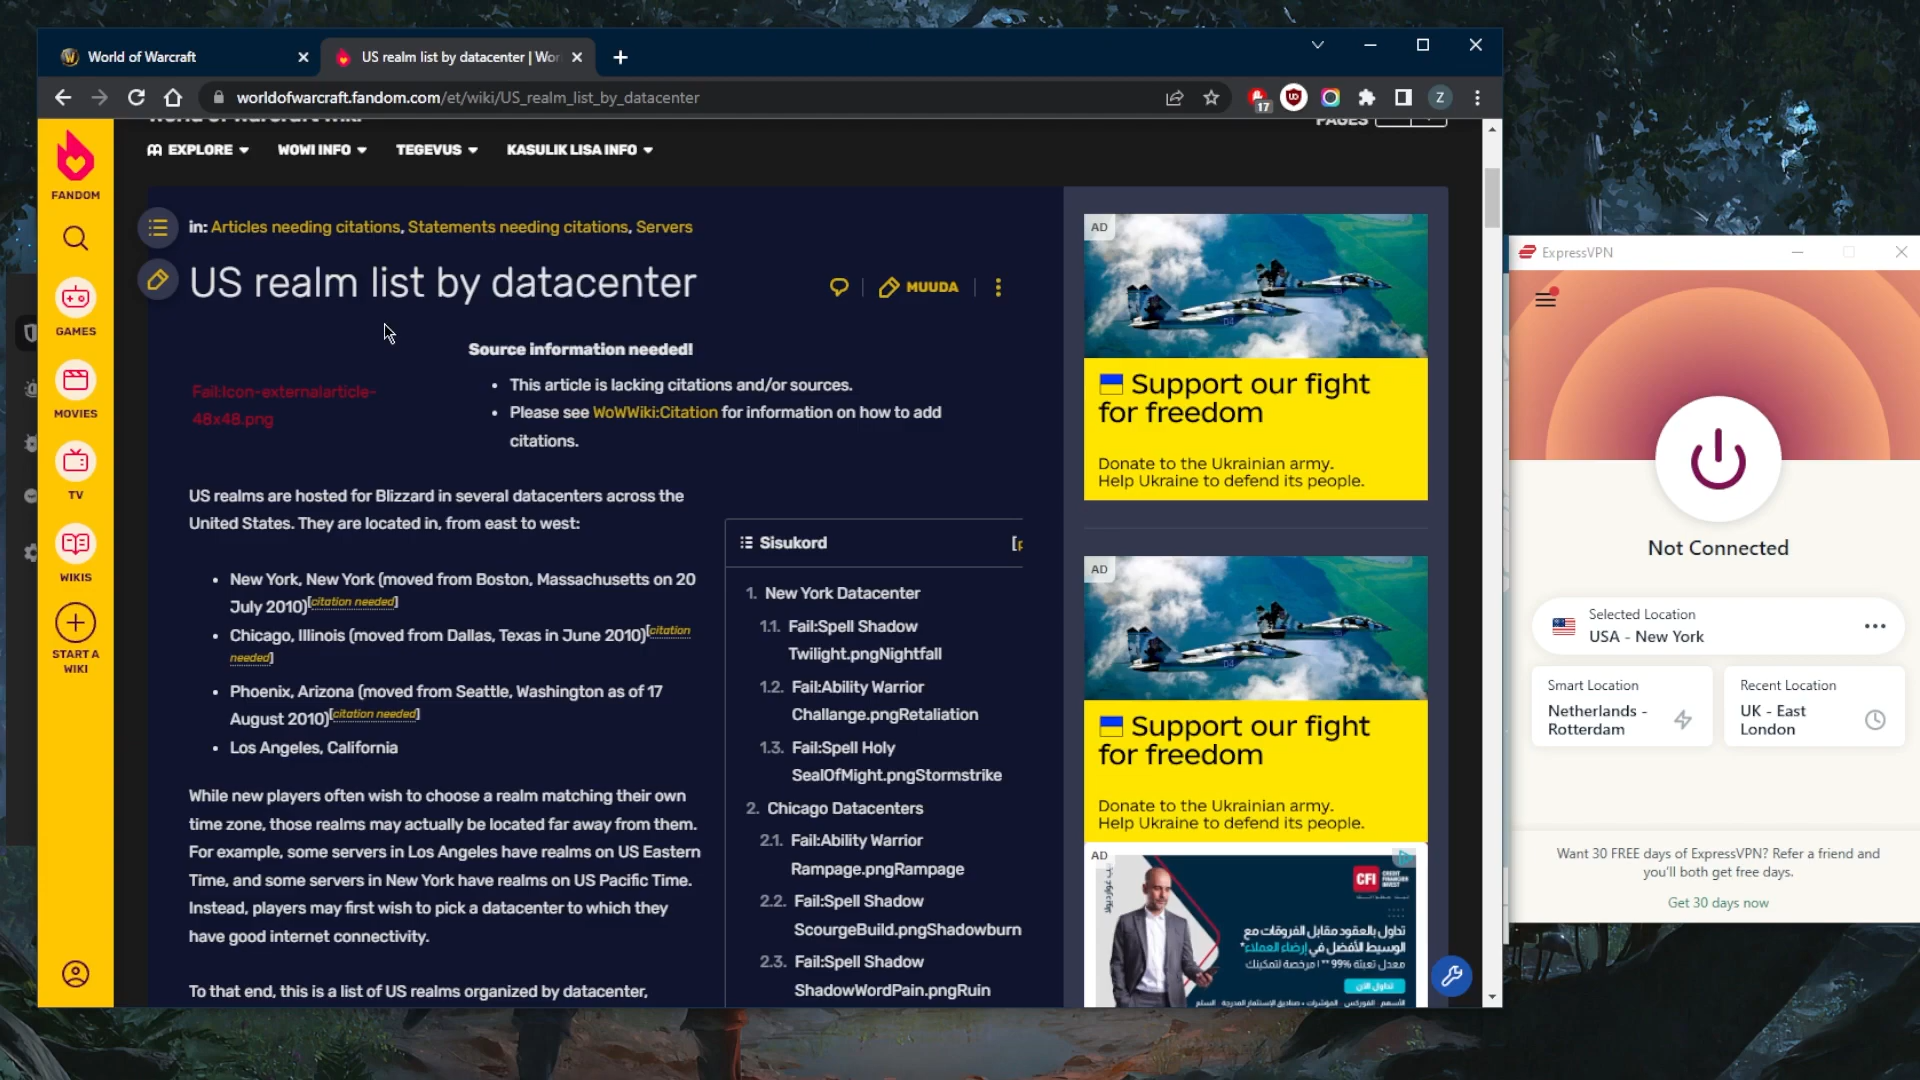 World of Warcraft
US realm list by datacenter | Wor
worldofwarcraft.fandom.com/et/wiki/US_realm_list_by_datacenter
17
Z
PAGES
FANDOM
EXPLORE
WOWI INFO
TEGEVUS
KASULIK LISA INFO
in: Articles needing citations, Statements needing citations, Servers
US realm list by datacenter
MUUDA
GAMES
MOVIES
TV
WIKIS
START A
WIKI
Source information needed!
Fail:Icon-externalarticle-
48x48.png
• This article is lacking citations and/or sources.
• Please see WoWWiki:Citation for information on how to add
citations.
US realms are hosted for Blizzard in several datacenters across the
United States. They are located in, from east to west:
• New York, New York (moved from Boston, Massachusetts on 20
July 2010)[citation needed]
• Chicago, Illinois (moved from Dallas, Texas in June 2010)[citation
needed]
• Phoenix, Arizona (moved from Seattle, Washington as of 17
August 2010)[citation needed]
• Los Angeles, California
While new players often wish to choose a realm matching their own
time zone, those realms may actually be located far away from them.
For example, some servers in Los Angeles have realms on US Eastern
Time, and some servers in New York have realms on US Pacific Time.
Instead, players may first wish to pick a datacenter to which they
have good internet connectivity.
To that end, this is a list of US realms organized by datacenter,
Sisukord
1. New York Datacenter
1.1. Fail:Spell Shadow
Twilight.pngNightfall
1.2. Fail:Ability Warrior
Challange.pngRetaliation
1.3. Fail:Spell Holy
SealOfMight.pngStormstrike
2. Chicago Datacenters
2.1. Fail:Ability Warrior
Rampage.pngRampage
2.2. Fail:Spell Shadow
ScourgeBuild.pngShadowburn
2.3. Fail:Spell Shadow
ShadowWordPain.pngRuin
AD
Support our fight
for freedom
Donate to the Ukrainian army.
Help Ukraine to defend its people.
AD
Support our fight
for freedom
Donate to the Ukrainian army.
Help Ukraine to defend its people.
AD
CFI
تداول بالعقود مقابل الفروقات مع
الوسيط الأفضل في إرضاء العملاء*
تداول الآن
ExpressVPN
Not Connected
Selected Location
USA - New York
Smart Location
Netherlands -
Rotterdam
Recent Location
UK - East
London
Want 30 FREE days of ExpressVPN? Refer a friend and
you'll both get free days.
Get 30 days now